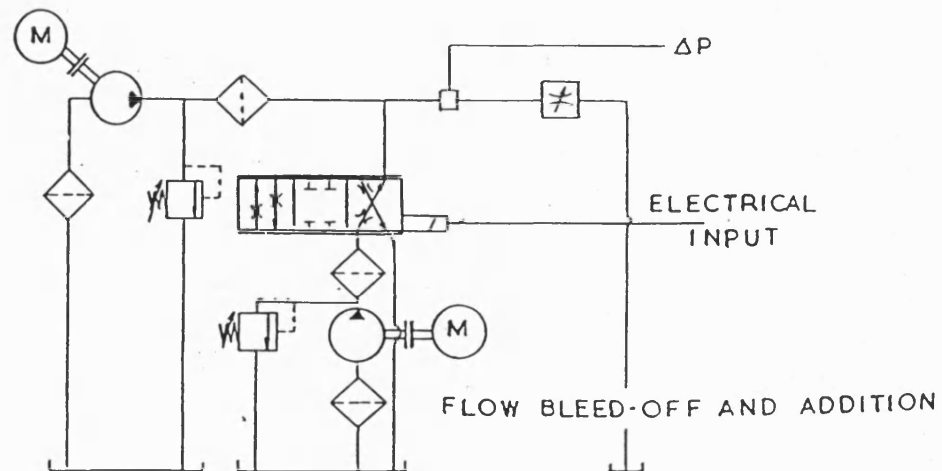 M
ΔP
ELECTRICAL
INPUT
M
FLOW BLEED-OFF AND ADDITION